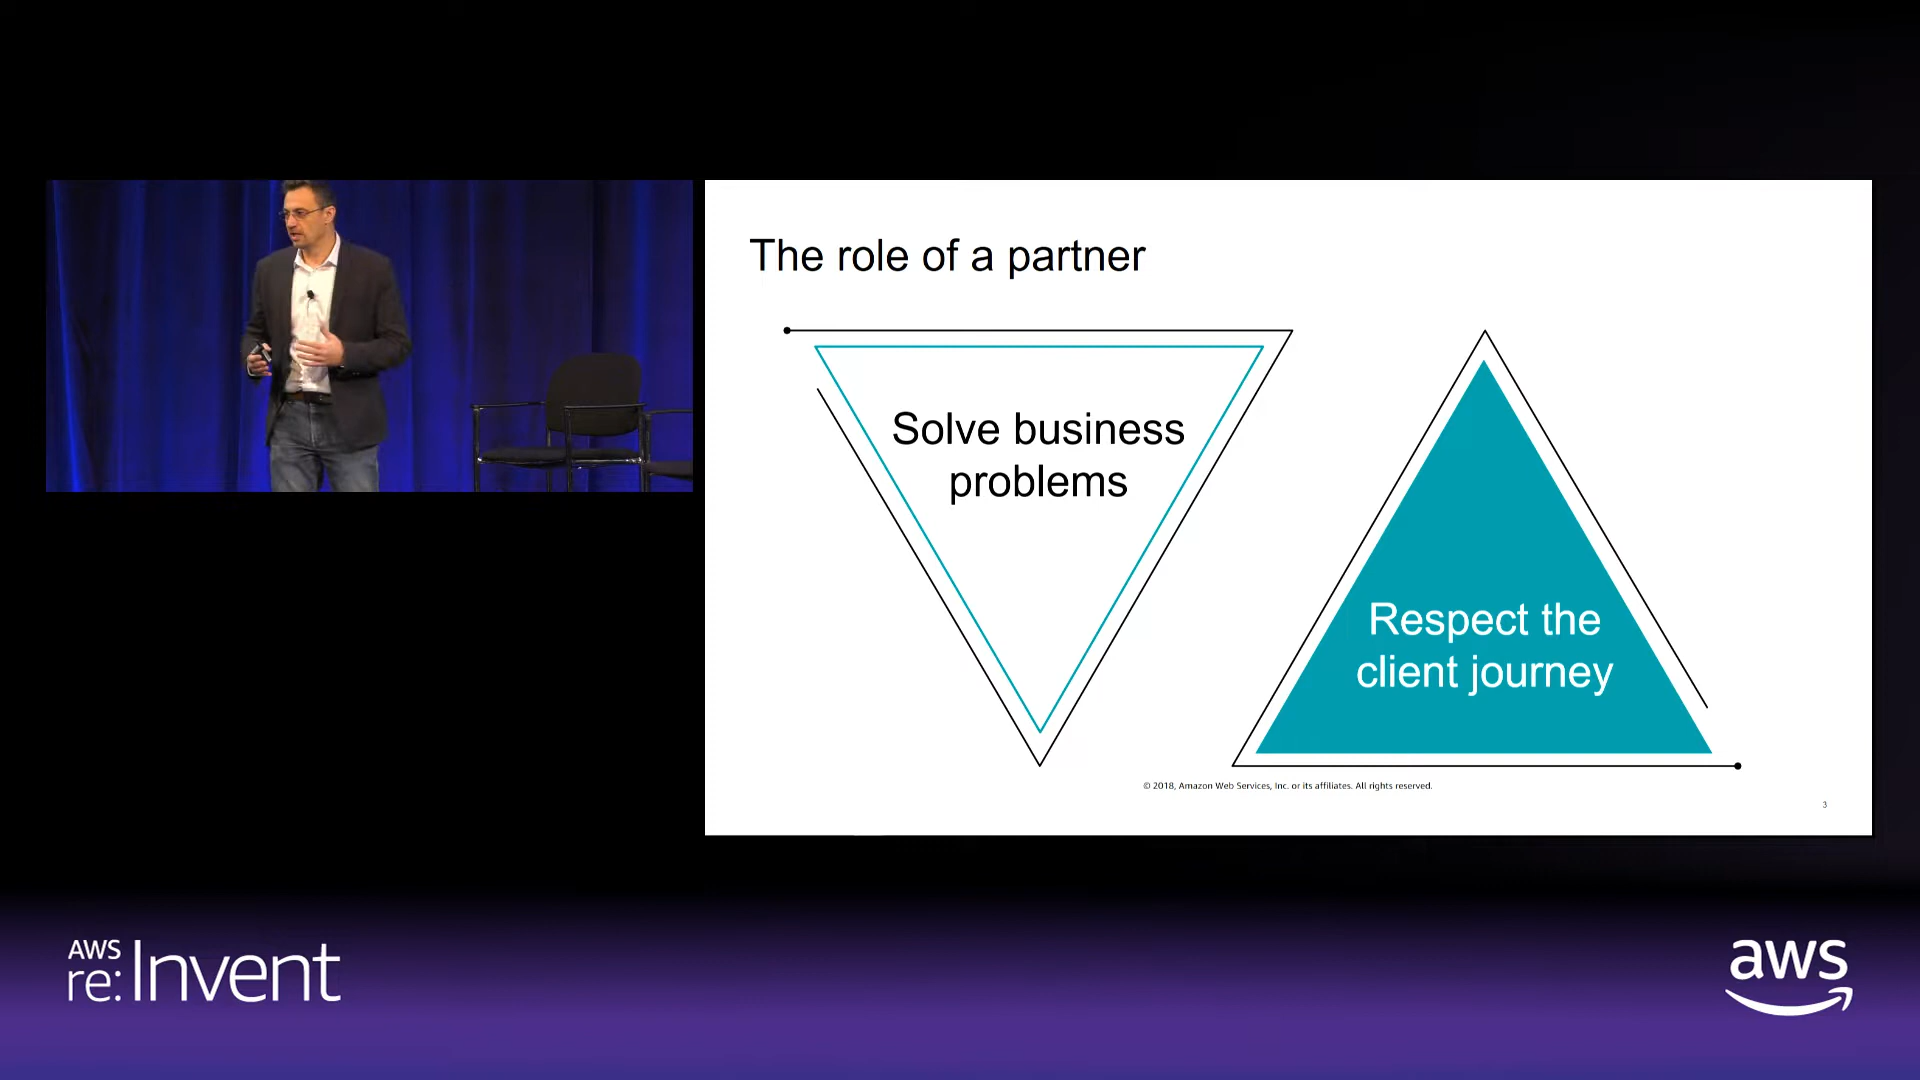 The role of a partner
Solve business
problems
Respect the
client journey
© 2018, Amazon Web Services, Inc. or its affiliates. All rights reserved.
3
AWS
re:Invent
aws